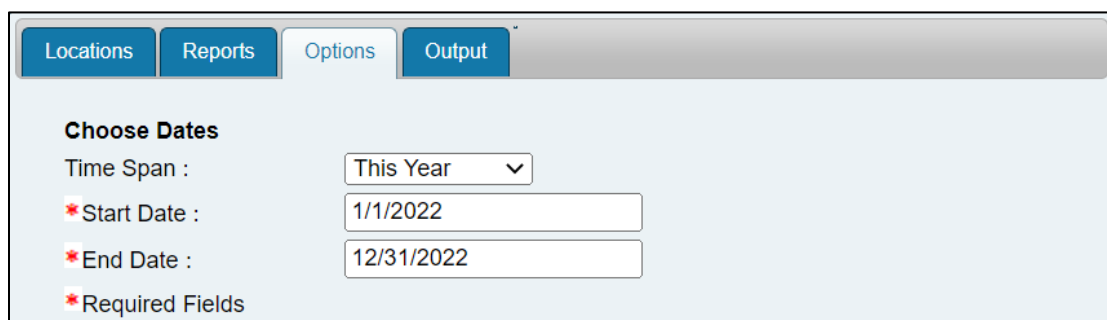 Locations Reports Options Output
Choose Dates
Time Span : This Year
*Start Date : 1/1/2022
*End Date : 12/31/2022
*Required Fields